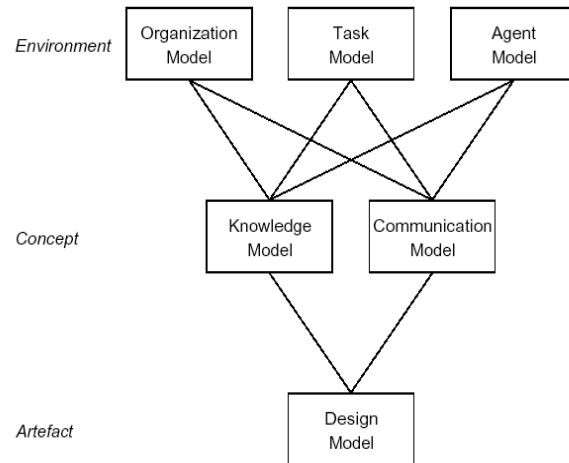 Environment
Organization
Model
Task
Model
Agent
Model
Concept
Knowledge
Model
Communication
Model
Artefact
Design
Model